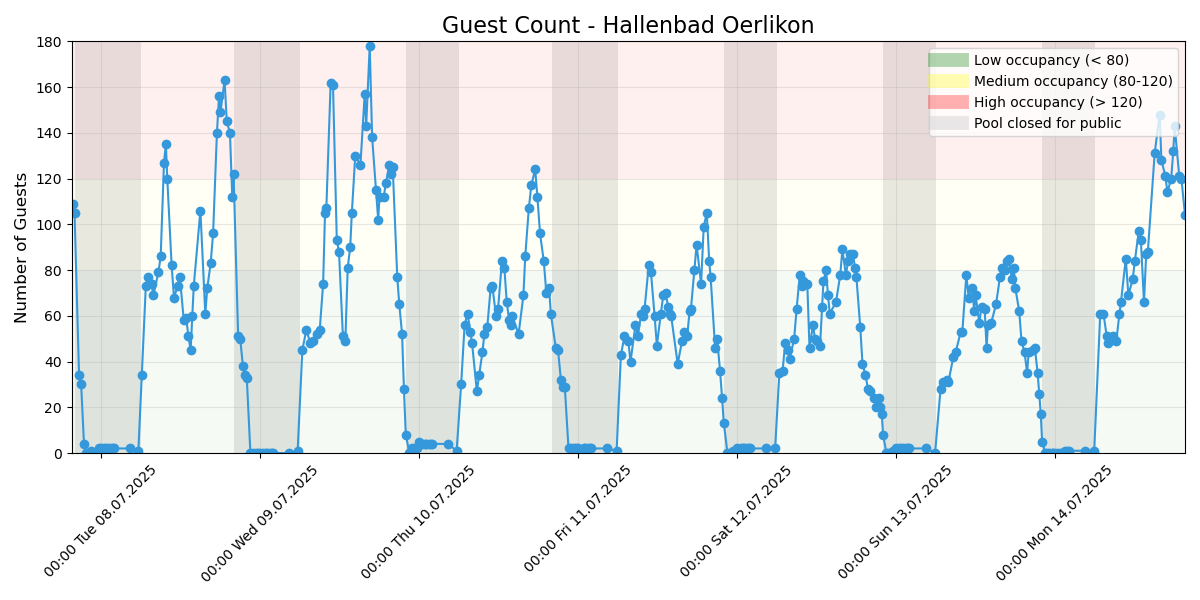 Guest Count - Hallenbad Oerlikon
Number of Guests
180
160
140
120
100
80
60
40
20
0
Low occupancy (< 80)
Medium occupancy (80-120)
High occupancy (> 120)
Pool closed for public
00:00 Tue 08.07.2025
00:00 Wed 09.07.2025
00:00 Thu 10.07.2025
00:00 Fri 11.07.2025
00:00 Sat 12.07.2025
00:00 Sun 13.07.2025
00:00 Mon 14.07.2025